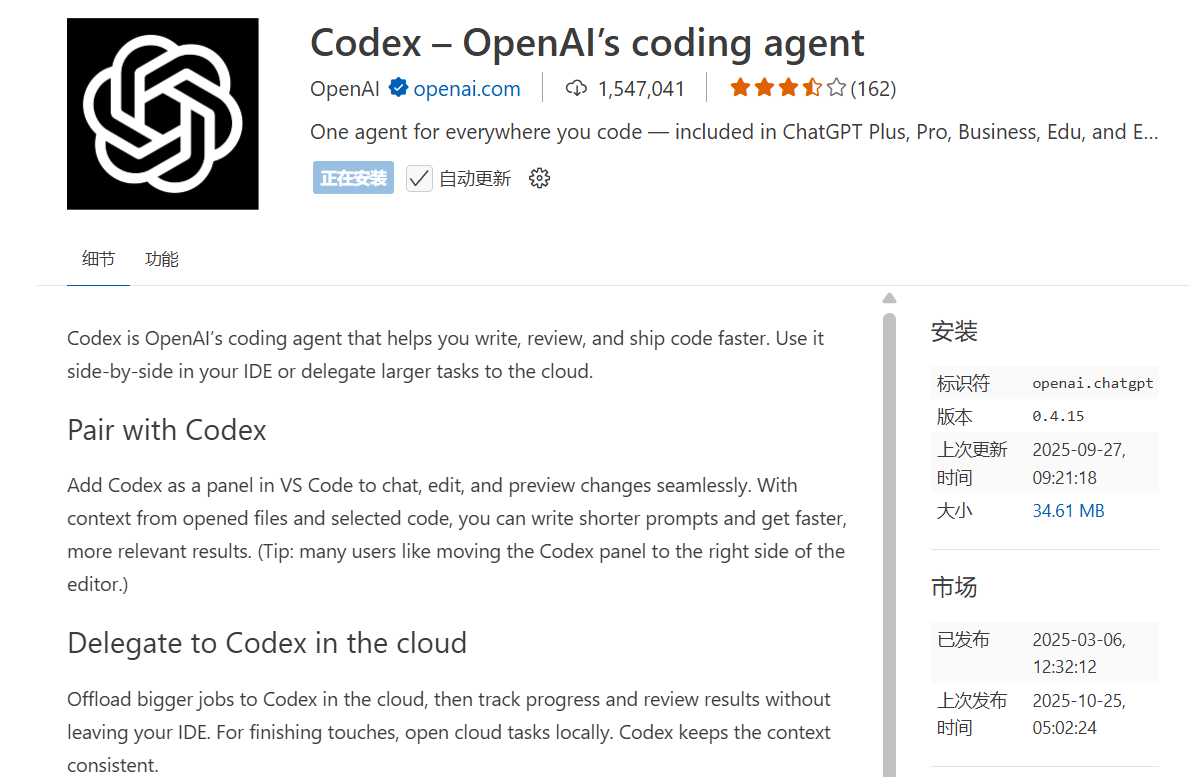 Codex – OpenAI’s coding agent
OpenAI openai.com 1,547,041 (162)
One agent for everywhere you code — included in ChatGPT Plus, Pro, Business, Edu, and E…
正在安装 自动更新
细节 功能
Codex is OpenAI’s coding agent that helps you write, review, and ship code faster. Use it
side-by-side in your IDE or delegate larger tasks to the cloud.
Pair with Codex
Add Codex as a panel in VS Code to chat, edit, and preview changes seamlessly. With
context from opened files and selected code, you can write shorter prompts and get faster,
more relevant results. (Tip: many users like moving the Codex panel to the right side of the
editor.)
Delegate to Codex in the cloud
Offload bigger jobs to Codex in the cloud, then track progress and review results without
leaving your IDE. For finishing touches, open cloud tasks locally. Codex keeps the context
consistent.
安装
标识符 openai.chatgpt
版本 0.4.15
上次更新 2025-09-27,
时间 09:21:18
大小 34.61 MB
市场
已发布 2025-03-06,
12:32:12
上次发布 2025-10-25,
时间 05:02:24